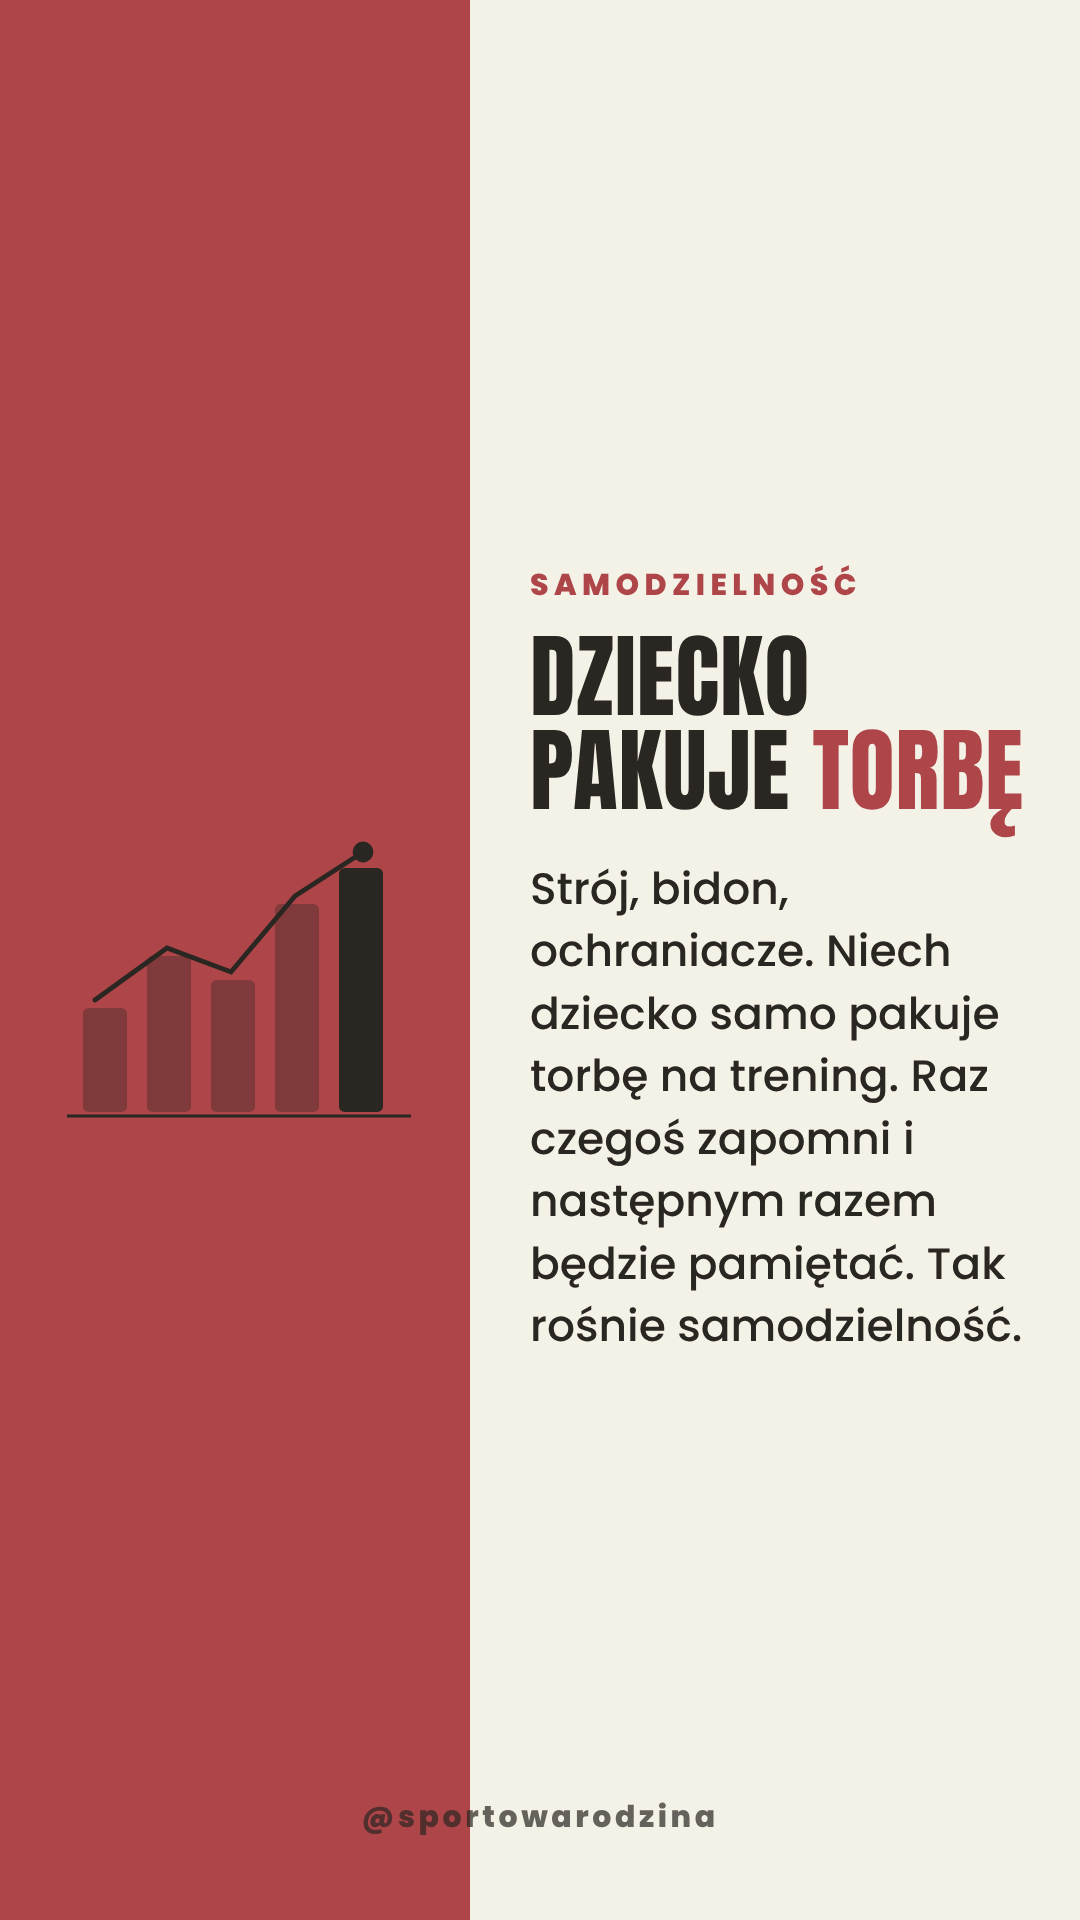 SAMODZIELNOŚĆ
DZIECKO
PAKUJE TORBĘ
Strój, bidon,
ochraniacze. Niech
dziecko samo pakuje
torbę na trening. Raz
czegoś zapomni i
następnym razem
będzie pamiętać. Tak
rośnie samodzielność.
@sportowarodzina